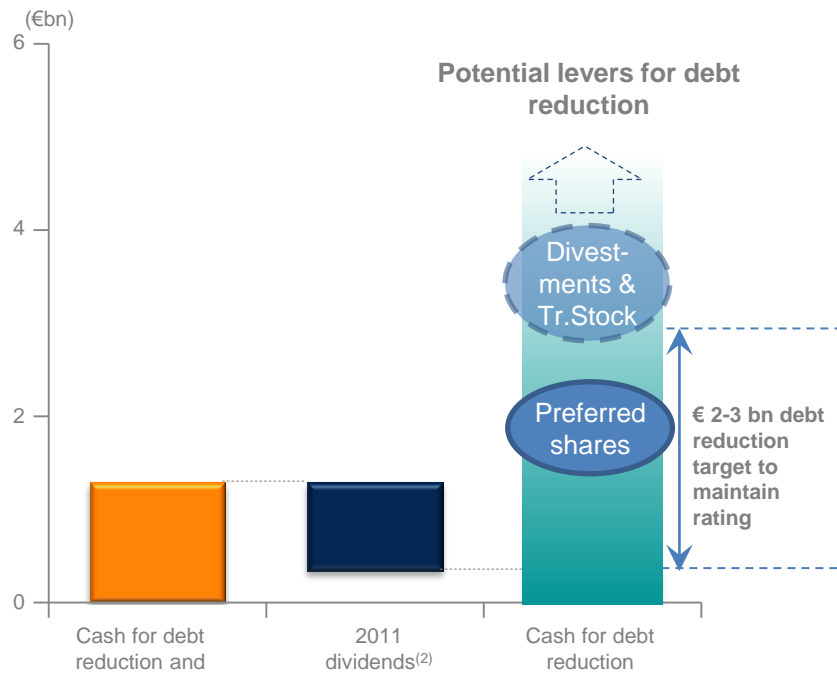 (€bn)
6
Potential levers for debt
reduction
4
Divest-
ments &
Tr.Stock
2
Preferred
shares
€ 2-3 bn debt
reduction
target to
maintain
rating
0
Cash for debt
reduction and
2011
dividends(2)
Cash for debt
reduction